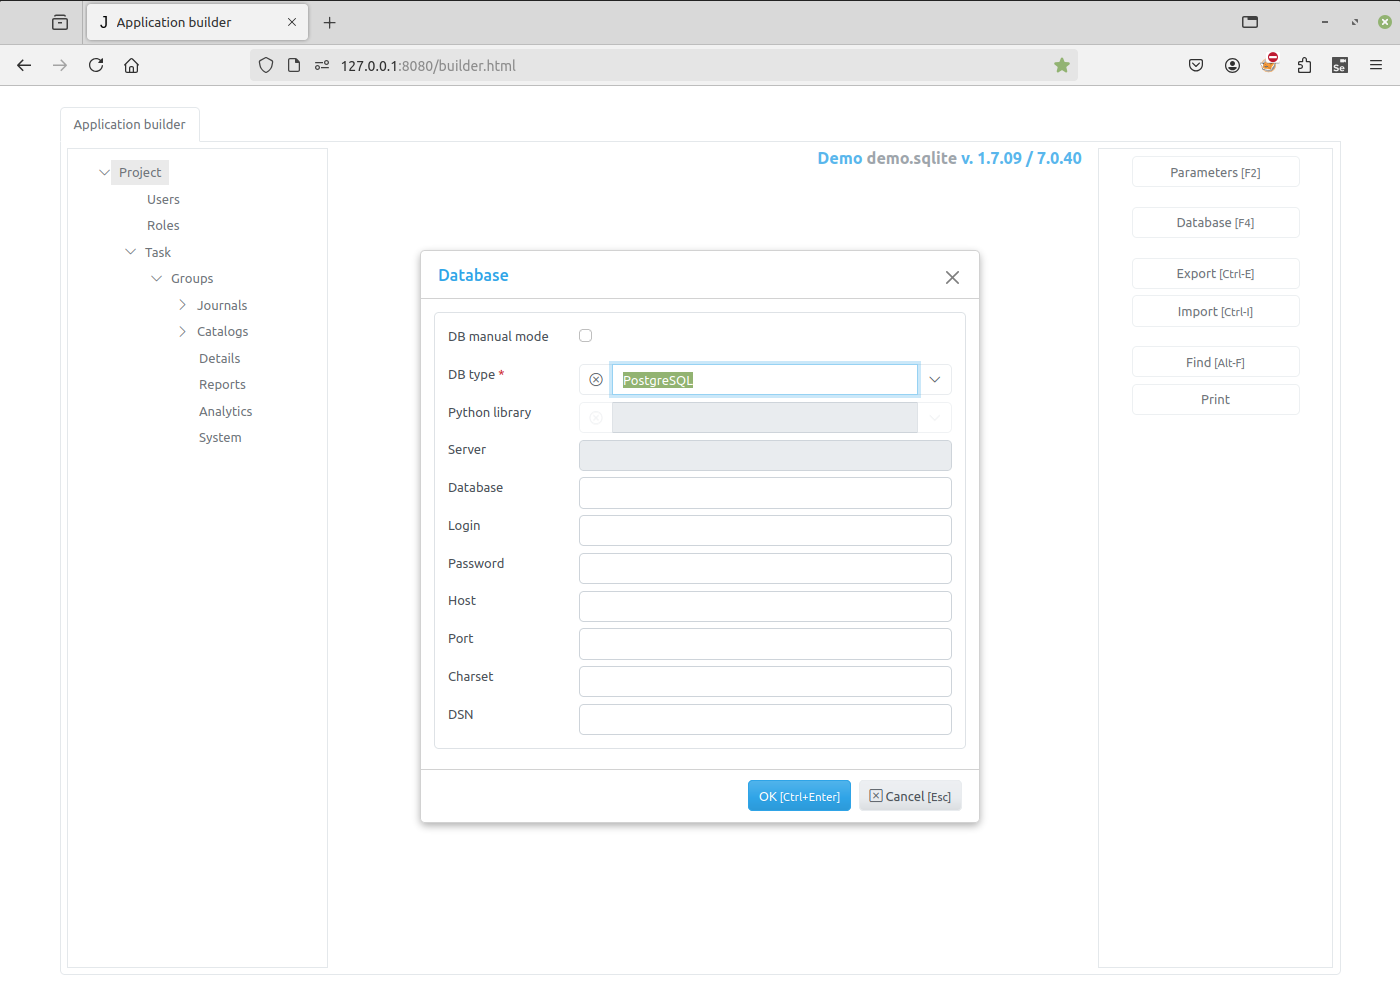 J Application builder
127.0.0.1:8080/builder.html
Se
Application builder
Project
Users
Roles
Task
Groups
Journals
Catalogs
Details
Reports
Analytics
System
Demo demo.sqlite v. 1.7.09 / 7.0.40
Parameters [F2]
Database [F4]
Export [Ctrl-E]
Import [Ctrl-I]
Find [Alt-F]
Print
Database
DB manual mode
DB type *
PostgreSQL
Python library
Server
Database
Login
Password
Host
Port
Charset
DSN
OK [Ctrl+Enter]
Cancel [Esc]